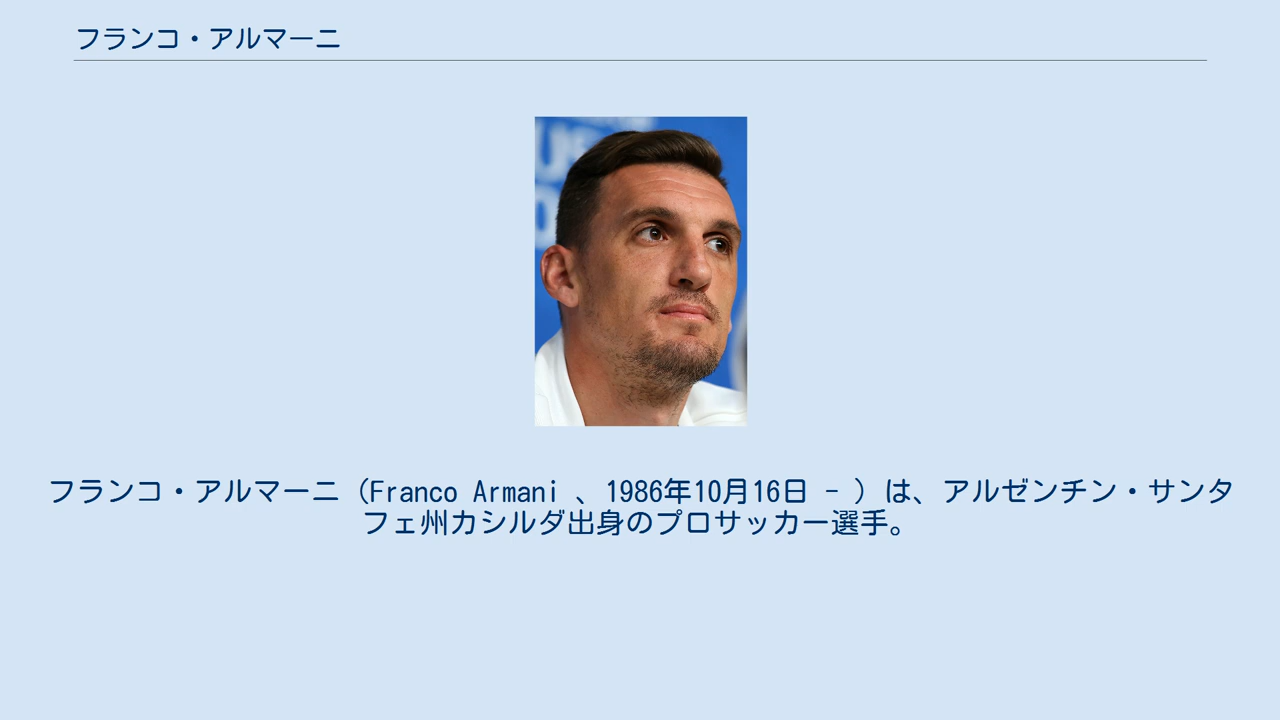 フランコ・アルマーニ
フランコ・アルマーニ（Franco Armani 、1986年10月16日 - ）は、アルゼンチン・サンタ
フェ州カシルダ出身のプロサッカー選手。